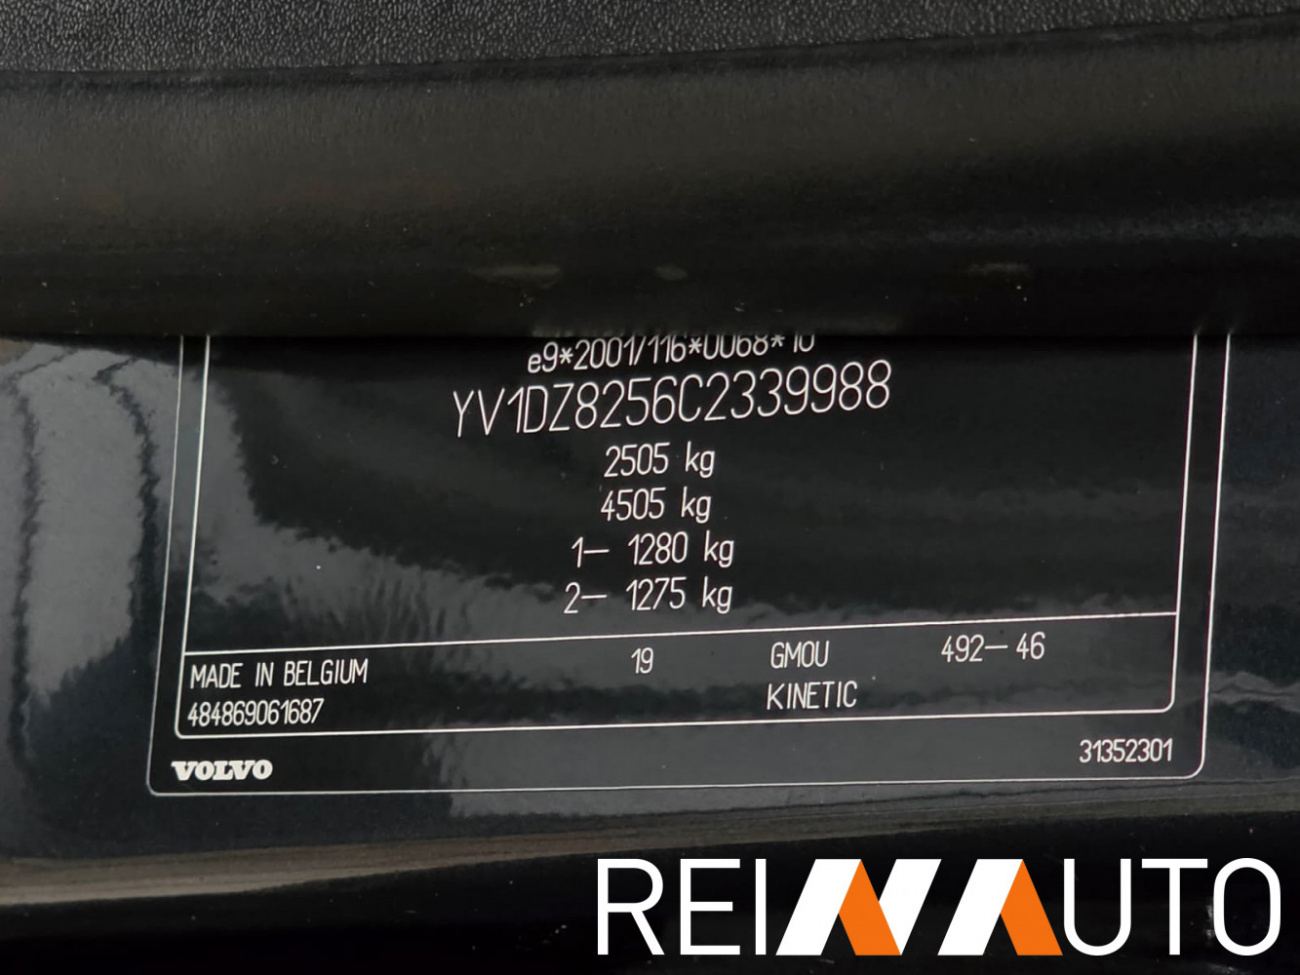 e9*2001/116*0068*10
YV1DZ8256C2339988
2505 kg
4505 kg
1– 1280 kg
2– 1275 kg
MADE IN BELGIUM 19 GMOU 492–46
484869061687 KINETIC
VOLVO 31352301
REINAUTO